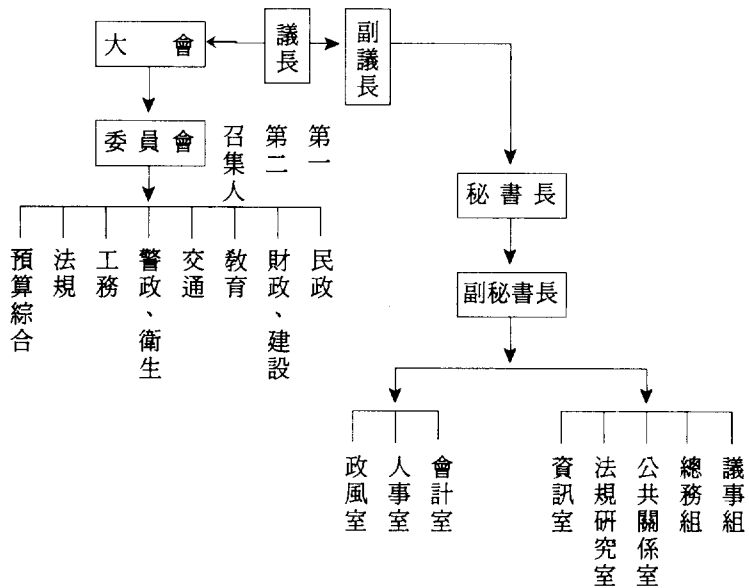 大會
議長
副議長
委員會
第一
第二
召集人
秘書長
副秘書長
民政
財政、建設
教育
交通
警政、衛生
工務
法規
預算綜合
議事組
總務組
公共關係室
法規研究室
資訊室
會計室
人事室
政風室